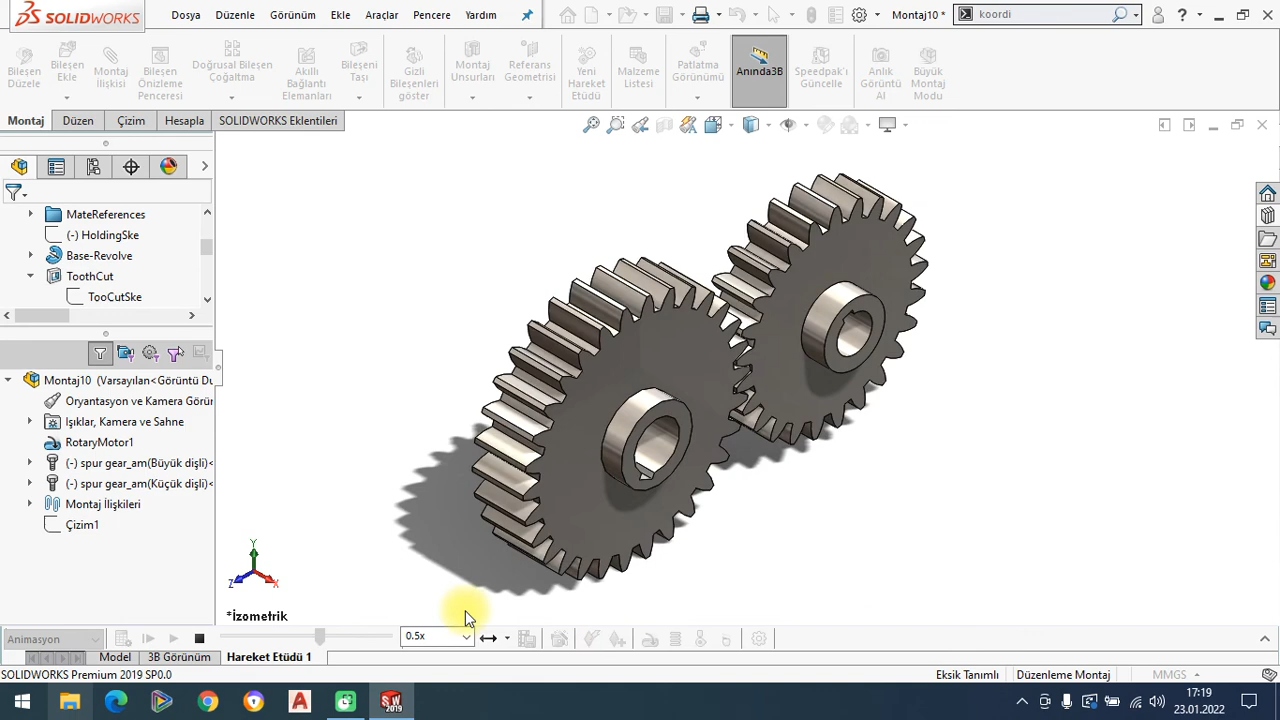 SOLIDWORKS
Dosya
Düzenle
Görünüm
Ekle
Araçlar
Pencere
Yardım
Montaj10 *
koordi
Bileşen
Düzele
Bileşen
Ekle
Montaj
İlişkisi
Bileşen
Önizleme
Penceresi
Doğrusal Bileşen
Çoğaltma
Akıllı
Bağlantı
Elemanları
Bileşeni
Taşı
Gizli
Bileşenleri
göster
Montaj
Unsurları
Referans
Geometrisi
Yeni
Hareket
Etüdü
Malzeme
Listesi
Patlatma
Görünümü
Anında3B
Speedpak'ı
Güncelle
Anlık
Görüntü
Al
Büyük
Montaj
Modu
Montaj
Düzen
Çizim
Hesapla
SOLIDWORKS Eklentileri
MateReferences
(-) HoldingSke
Base-Revolve
ToothCut
TooCutSke
Montaj10 (Varsayılan<Görüntü Du
Oryantasyon ve Kamera Görür
Işıklar, Kamera ve Sahne
RotaryMotor1
(-) spur gear_am(Büyük dişli)<
(-) spur gear_am(Küçük dişli)<
Montaj İlişkileri
Çizim1
Y
Z
X
*İzometrik
Animasyon
0.5x
Model
3B Görünüm
Hareket Etüdü 1
SOLIDWORKS Premium 2019 SP0.0
Eksik Tanımlı
Düzenleme Montaj
MMGS
17:19
23.01.2022